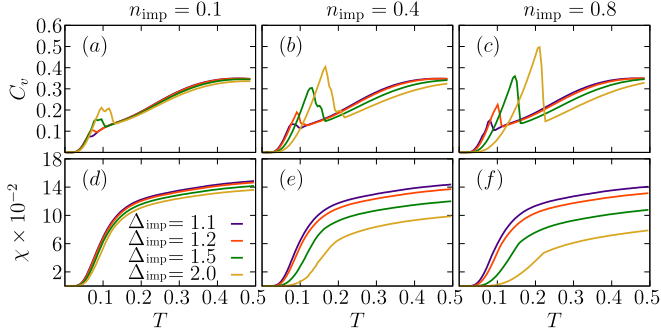 n_imp = 0.1
n_imp = 0.4
n_imp = 0.8
C_v
0.6
0.5
0.4
0.3
0.2
0.1
(a)
(b)
(c)
χ × 10⁻²
18
14
10
6
2
(d)
(e)
(f)
Δ_imp = 1.1
Δ_imp = 1.2
Δ_imp = 1.5
Δ_imp = 2.0
0.1 0.2 0.3 0.4 0.5
0.1 0.2 0.3 0.4 0.5
0.1 0.2 0.3 0.4 0.5
T
T
T